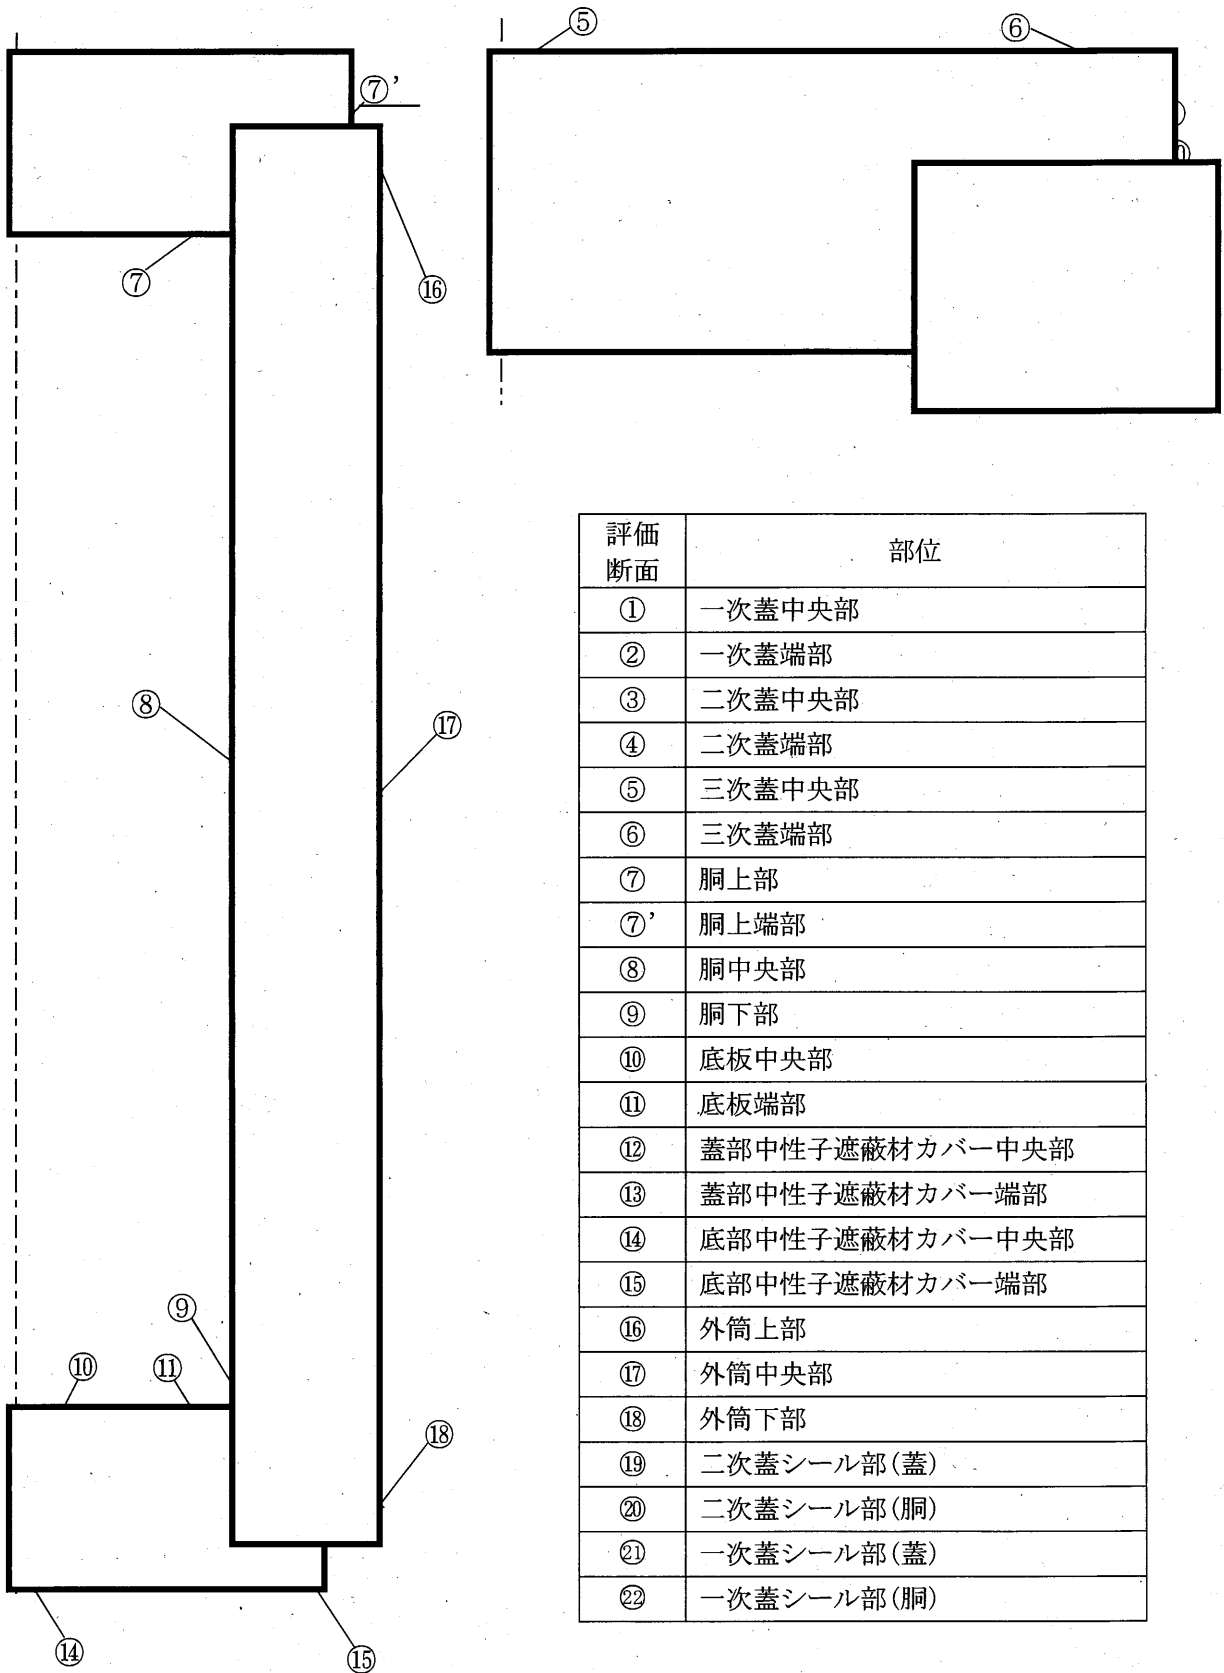 ⑤
⑥
⑦’
⑦
⑯
⑧
⑰
⑨
⑩
⑪
⑱
⑭
⑮
評価断面 部位
① 一次蓋中央部
② 一次蓋端部
③ 二次蓋中央部
④ 二次蓋端部
⑤ 三次蓋中央部
⑥ 三次蓋端部
⑦ 胴上部
⑦’ 胴上端部
⑧ 胴中央部
⑨ 胴下部
⑩ 底板中央部
⑪ 底板端部
⑫ 蓋部中性子遮蔽材カバー中央部
⑬ 蓋部中性子遮蔽材カバー端部
⑭ 底部中性子遮蔽材カバー中央部
⑮ 底部中性子遮蔽材カバー端部
⑯ 外筒上部
⑰ 外筒中央部
⑱ 外筒下部
⑲ 二次蓋シール部(蓋)
⑳ 二次蓋シール部(胴)
㉑ 一次蓋シール部(蓋)
㉒ 一次蓋シール部(胴)